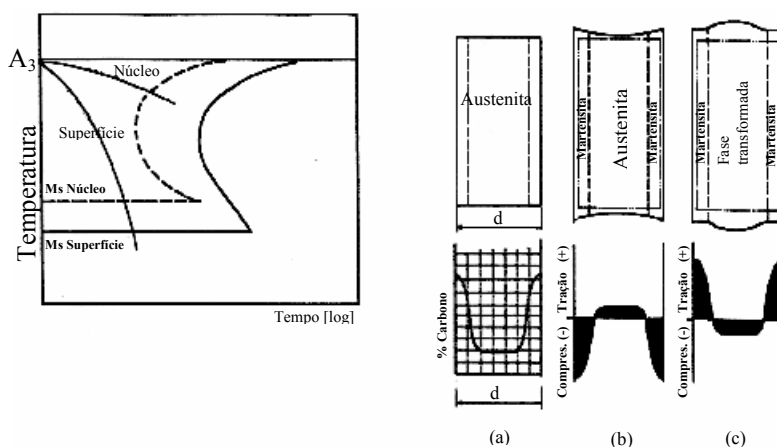 A3
Núcleo
Superfície
Temperatura
Ms Núcleo
Ms Superfície
Tempo [log]
Austenita
d
Martensita
Austenita
Martensita
Martensita
Fase
transformada
Martensita
% Carbono
d
Compres. (-) Tração (+)
Compres. (-) Tração (+)
(a) (b) (c)